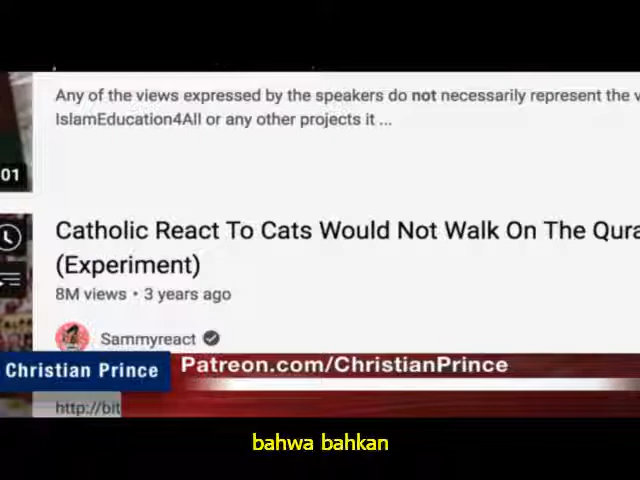 Any of the views expressed by the speakers do not necessarily represent the
IslamEducation4All or any other projects it ...
01
Catholic React To Cats Would Not Walk On The Qura
(Experiment)
8M views • 3 years ago
Sammyreact
Christian Prince
Patreon.com/ChristianPrince
http://bit
bahwa bahkan